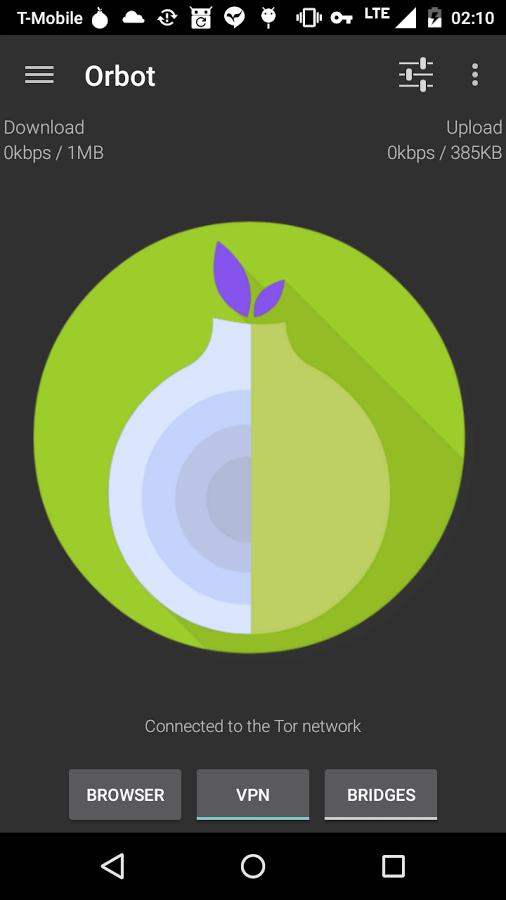 T-Mobile LTE 02:10
Orbot
Download Upload
0kbps / 1MB 0kbps / 385KB
Connected to the Tor network
BROWSER VPN BRIDGES